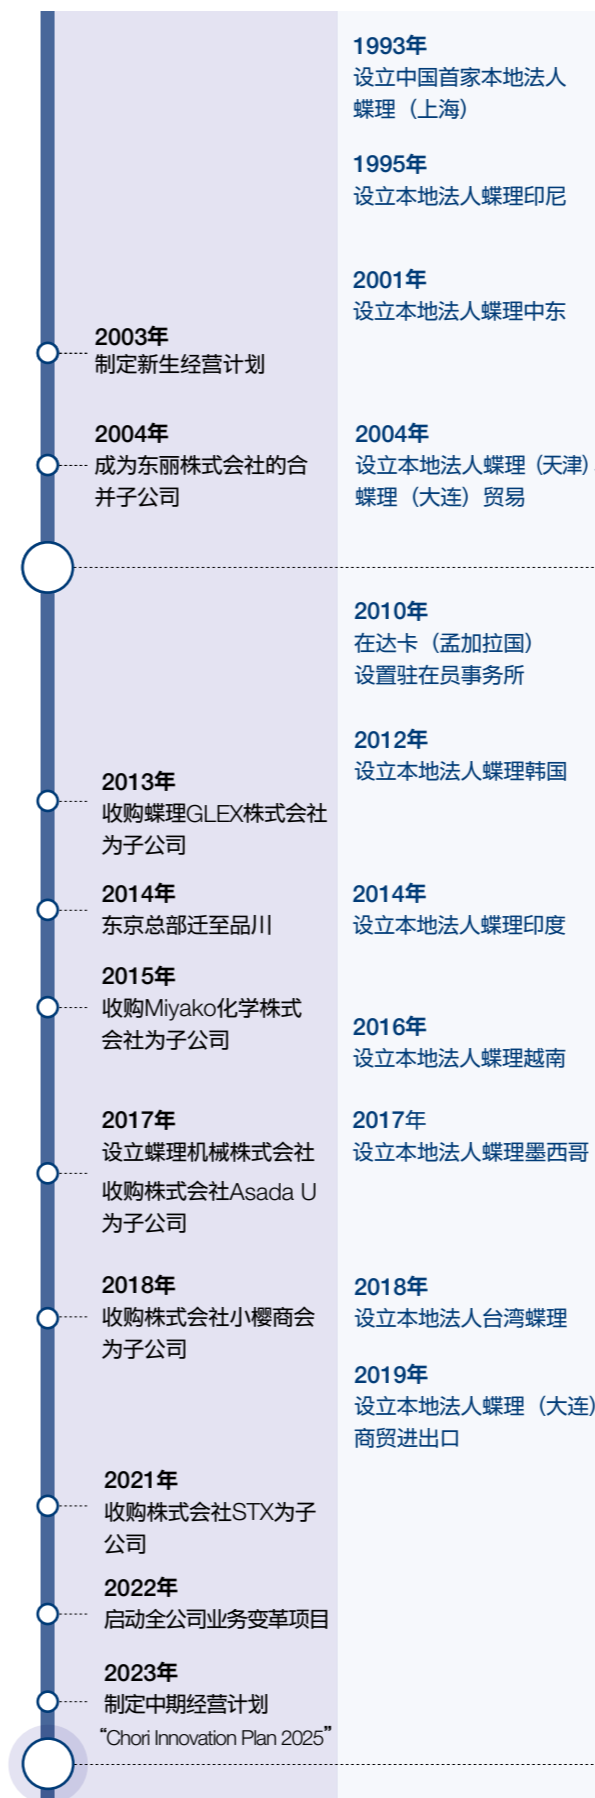 1993年
设立中国首家本地法人
蝶理（上海）
1995年
设立本地法人蝶理印尼
2001年
设立本地法人蝶理中东
2003年
制定新生经营计划
2004年
成为东丽株式会社的合
并子公司
2004年
设立本地法人蝶理（天津）、
蝶理（大连）贸易
2010年
在达卡（孟加拉国）
设置驻在员事务所
2012年
设立本地法人蝶理韩国
2013年
收购蝶理GLEX株式会社
为子公司
2014年
东京总部迁至品川
2014年
设立本地法人蝶理印度
2015年
收购Miyako化学株式
会社为子公司
2016年
设立本地法人蝶理越南
2017年
设立蝶理机械株式会社
收购株式会社Asada U
为子公司
2017年
设立本地法人蝶理墨西哥
2018年
收购株式会社小樱商会
为子公司
2018年
设立本地法人台湾蝶理
2019年
设立本地法人蝶理（大连）
商贸进出口
2021年
收购株式会社STX为子
公司
2022年
启动全公司业务变革项目
2023年
制定中期经营计划
“Chori Innovation Plan 2025”